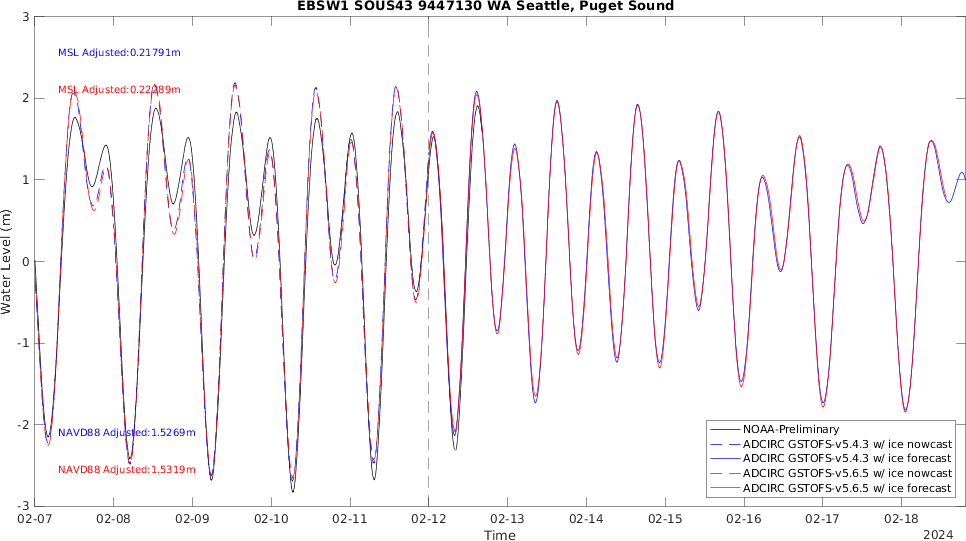 EBSW1 SOUS43 9447130 WA Seattle, Puget Sound
3
2
1
0
-1
-2
-3
Water Level (m)
MSL Adjusted:0.21791m
MSL Adjusted:0.22289m
NAVD88 Adjusted:1.5269m
NAVD88 Adjusted:1.5319m
NOAA-Preliminary
ADCIRC GSTOFS-v5.4.3 w/ ice nowcast
ADCIRC GSTOFS-v5.4.3 w/ ice forecast
ADCIRC GSTOFS-v5.6.5 w/ ice nowcast
ADCIRC GSTOFS-v5.6.5 w/ ice forecast
02-07 02-08 02-09 02-10 02-11 02-12 02-13 02-14 02-15 02-16 02-17 02-18
Time
2024